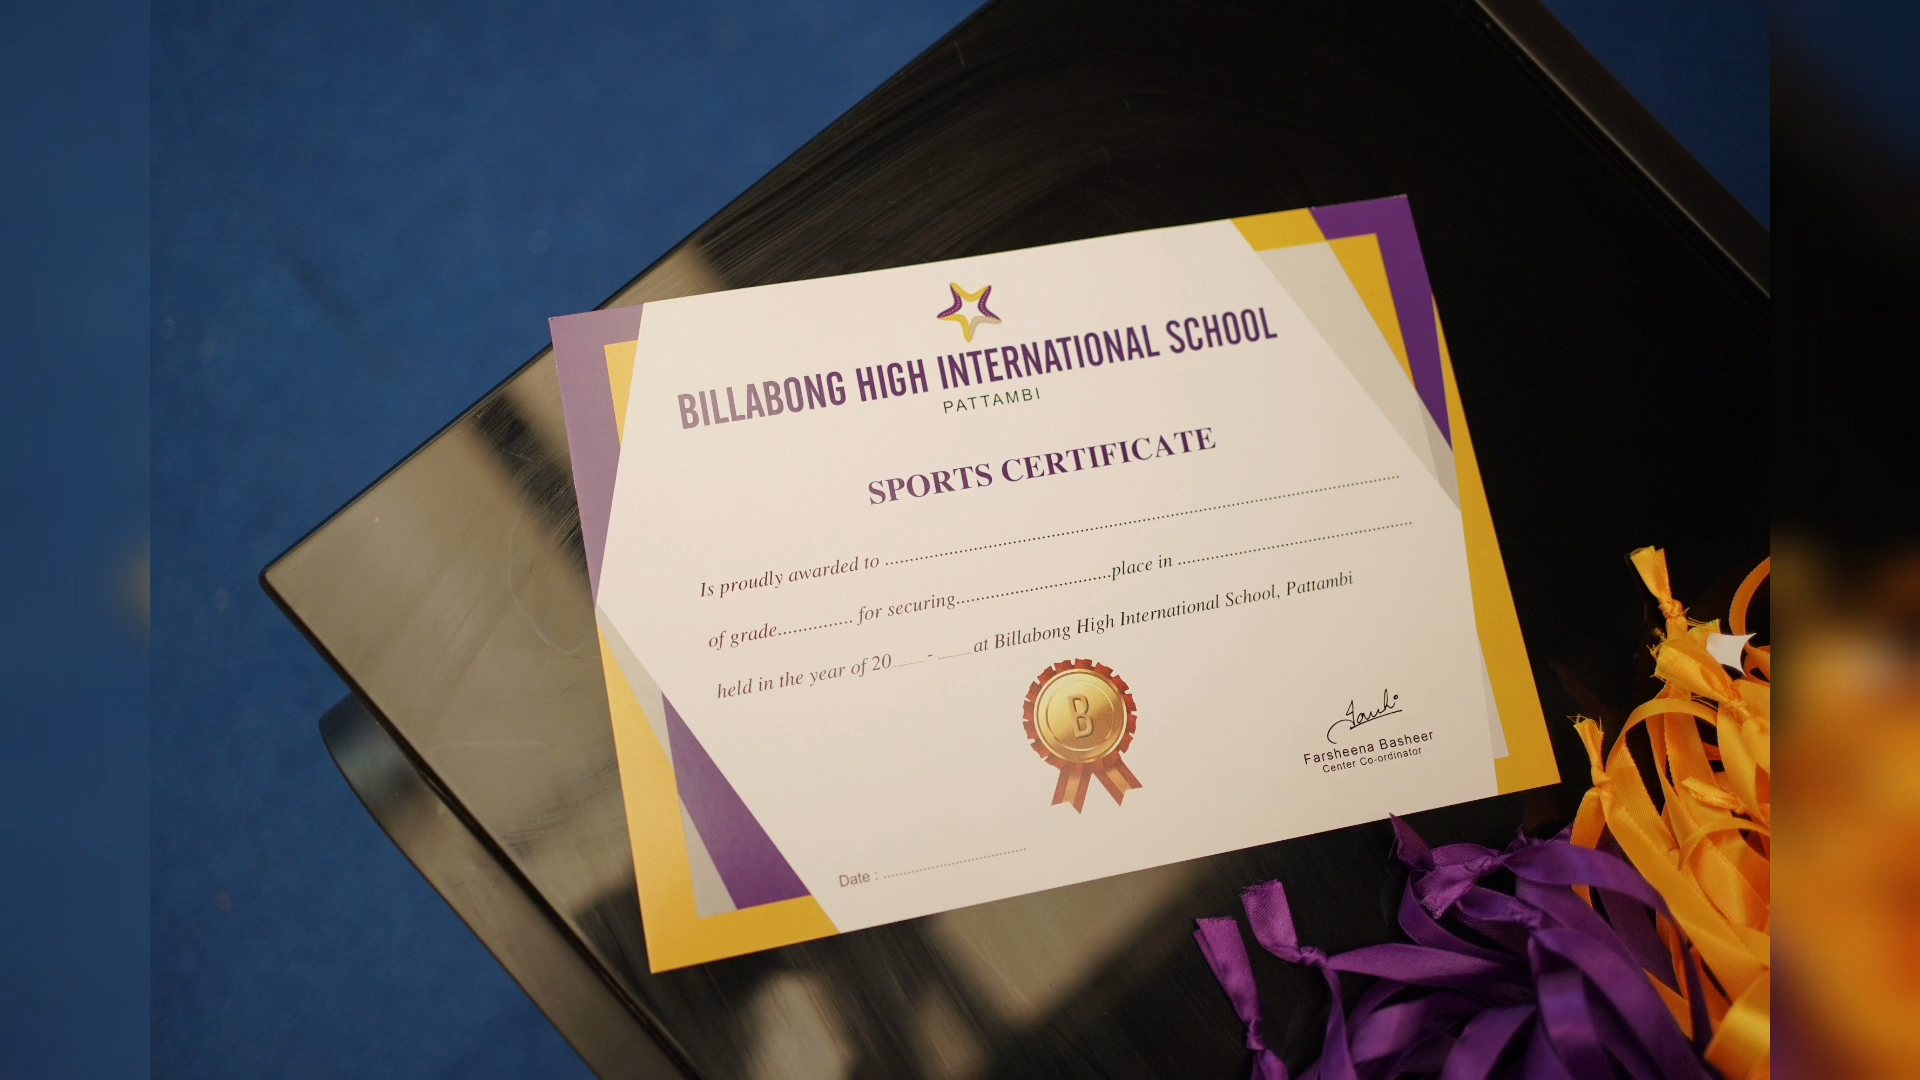 BILLABONG HIGH INTERNATIONAL SCHOOL
PATTAMBI
SPORTS CERTIFICATE
Is proudly awarded to ..........................................................................................
of grade............... for securing...............................place in ..........................................
held in the year of 20........ - ........at Billabong High International School, Pattambi
B
Farsheena Basheer
Center Co-ordinator
Date : ................................